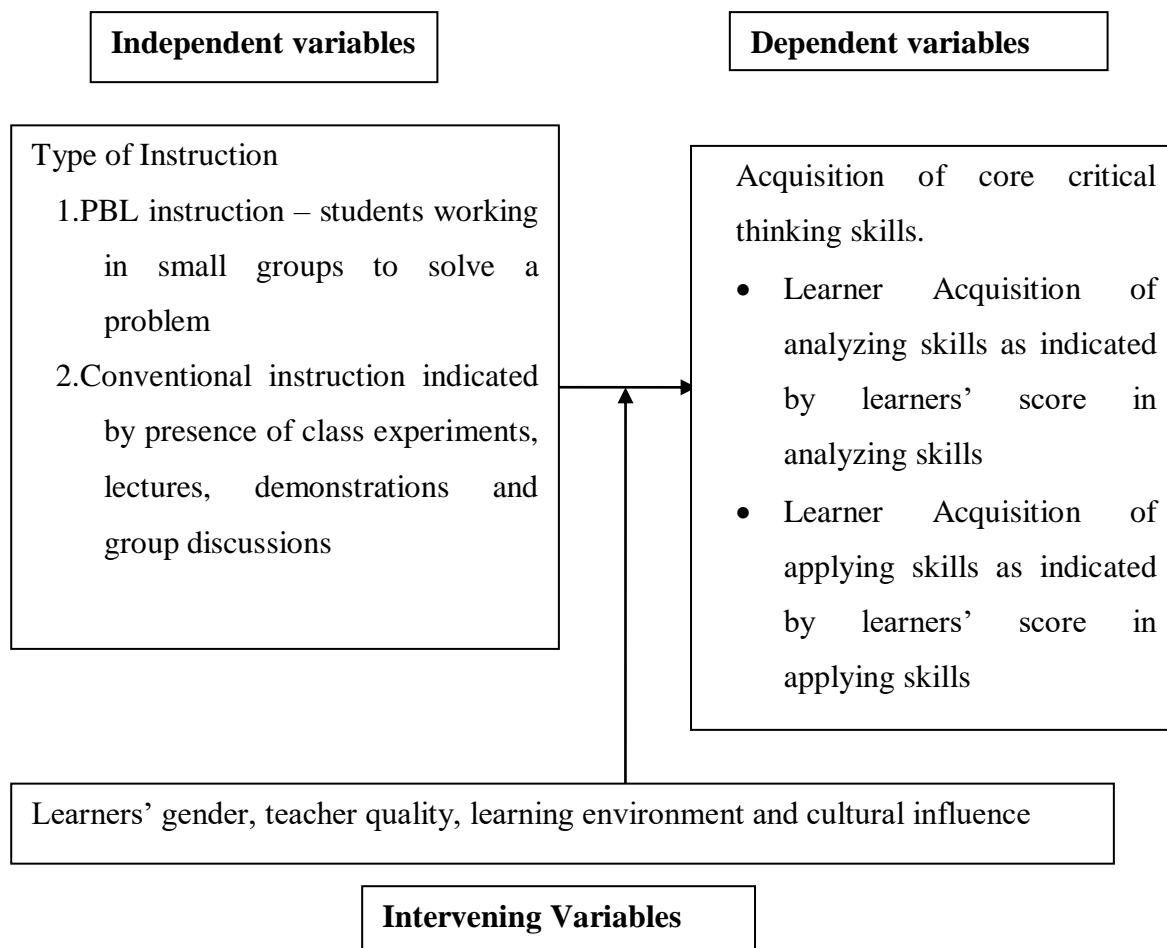 Independent variables
Dependent variables
Type of Instruction
1.PBL instruction – students working
in small groups to solve a
problem
2.Conventional instruction indicated
by presence of class experiments,
lectures, demonstrations and
group discussions
Acquisition of core critical
thinking skills.
• Learner Acquisition of
analyzing skills as indicated
by learners’ score in
analyzing skills
• Learner Acquisition of
applying skills as indicated
by learners’ score in
applying skills
Learners’ gender, teacher quality, learning environment and cultural influence
Intervening Variables